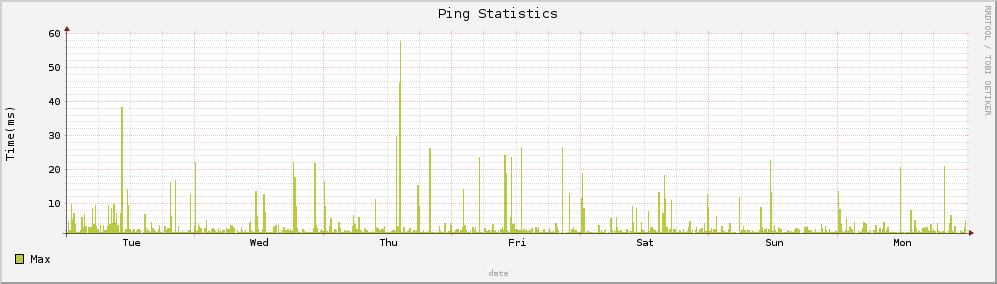 Ping Statistics
RRDTOOL / TOBI OETIKER
Time(ms)
60
50
40
30
20
10
Tue Wed Thu Fri Sat Sun Mon
Max
`date`